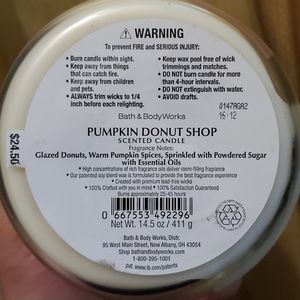 WARNING
To prevent FIRE and SERIOUS INJURY:
• Burn candle within sight.
• Keep away from things
that can catch fire.
• Keep away from children
and pets.
• ALWAYS trim wicks to 1/4
inch before each relighting.
• Keep wax pool free of wick
trimmings and matches.
• DO NOT burn candle for
more than 4-hour intervals.
• DO NOT extinguish with
water.
• AVOID drafts.
$24.50
Bath & Body Works
PUMPKIN DONUT SHOP
SCENTED CANDLE
Fragrance Notes:
Glazed Donuts, Warm Pumpkin Spices, Sprinkled with Powdered Sugar
with Essential Oils
• High concentrations of rich fragrance oils deliver room-filling fragrance
• Our patented soy blend wax is formulated to provide the best fragrance experience
• Created with premium lead-free wicks
• 100% Crafted with you in mind • 100% Satisfaction Guaranteed
Burns approximately 25-45 hours
0 667553 492296
Net Wt. 14.5 oz / 411 g
Bath & Body Works, Distr.
95 West Main Street, New Albany, OH 43054
Shop bathandbodyworks.com
1-800-395-1001
pat. www.lb.com/patents